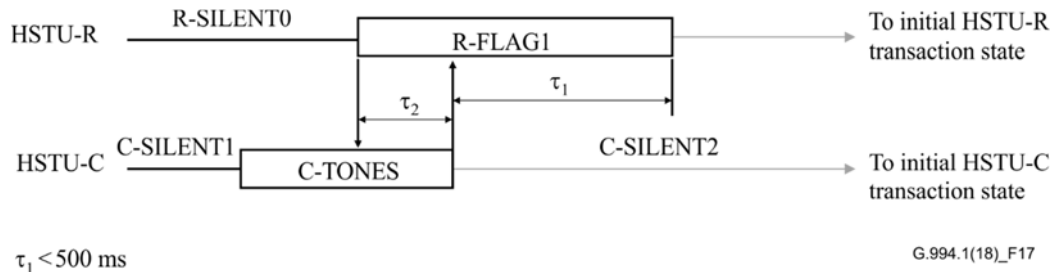 R-SILENT0
HSTU-R
R-FLAG1
To initial HSTU-R
transaction state
τ1
τ2
C-SILENT1
C-SILENT2
HSTU-C
C-TONES
To initial HSTU-C
transaction state
τ1 < 500 ms
G.994.1(18)_F17